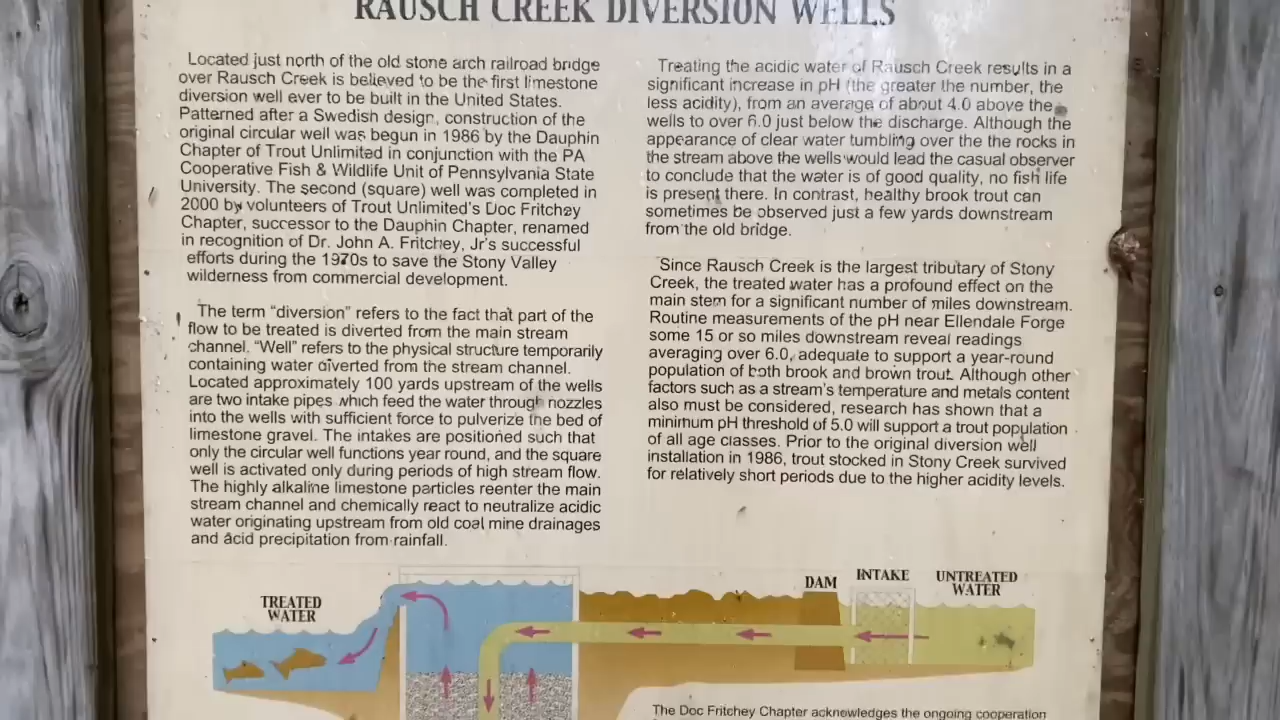 RAUSCH CREEK DIVERSION WELLS
Located just north of the old stone arch railroad bridge
over Rausch Creek is believed to be the first limestone
diversion well ever to be built in the United States.
Patterned after a Swedish design, construction of the
original circular well was begun in 1986 by the Dauphin
Chapter of Trout Unlimited in conjunction with the PA
Cooperative Fish & Wildlife Unit of Pennsylvania State
University. The second (square) well was completed in
2000 by volunteers of Trout Unlimited's Doc Fritchey
Chapter, successor to the Dauphin Chapter, renamed
in recognition of Dr. John A. Fritchey, Jr's successful
efforts during the 1970s to save the Stony Valley
wilderness from commercial development.
The term "diversion" refers to the fact that part of the
flow to be treated is diverted from the main stream
channel. "Well" refers to the physical structure temporarily
containing water diverted from the stream channel.
Located approximately 100 yards upstream of the wells
are two intake pipes which feed the water through nozzles
into the wells with sufficient force to pulverize the bed of
limestone gravel. The intakes are positioned such that
only the circular well functions year round, and the square
well is activated only during periods of high stream flow.
The highly alkaline limestone particles reenter the main
stream channel and chemically react to neutralize acidic
water originating upstream from old coal mine drainages
and acid precipitation from rainfall.
Treating the acidic water of Rausch Creek results in a
significant increase in pH (the greater the number, the
less acidity), from an average of about 4.0 above the
wells to over 6.0 just below the discharge. Although the
appearance of clear water tumbling over the the rocks in
the stream above the wells would lead the casual observer
to conclude that the water is of good quality, no fish life
is present there. In contrast, healthy brook trout can
sometimes be observed just a few yards downstream
from the old bridge.
Since Rausch Creek is the largest tributary of Stony
Creek, the treated water has a profound effect on the
main stem for a significant number of miles downstream.
Routine measurements of the pH near Ellendale Forge
some 15 or so miles downstream reveal readings
averaging over 6.0, adequate to support a year-round
population of both brook and brown trout. Although other
factors such as a stream's temperature and metals content
also must be considered, research has shown that a
minimum pH threshold of 5.0 will support a trout population
of all age classes. Prior to the original diversion well
installation in 1986, trout stocked in Stony Creek survived
for relatively short periods due to the higher acidity levels.
TREATED
WATER
DAM
INTAKE
UNTREATED
WATER
The Doc Fritchey Chapter acknowledges the ongoing cooperation